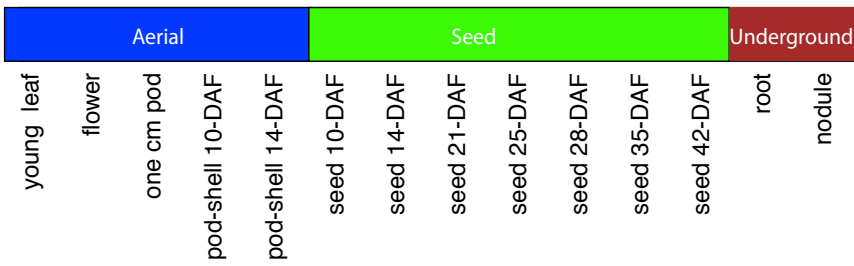 Aerial Seed Underground
young leaf
flower
one cm pod
pod-shell 10-DAF
pod-shell 14-DAF
seed 10-DAF
seed 14-DAF
seed 21-DAF
seed 25-DAF
seed 28-DAF
seed 35-DAF
seed 42-DAF
root
nodule